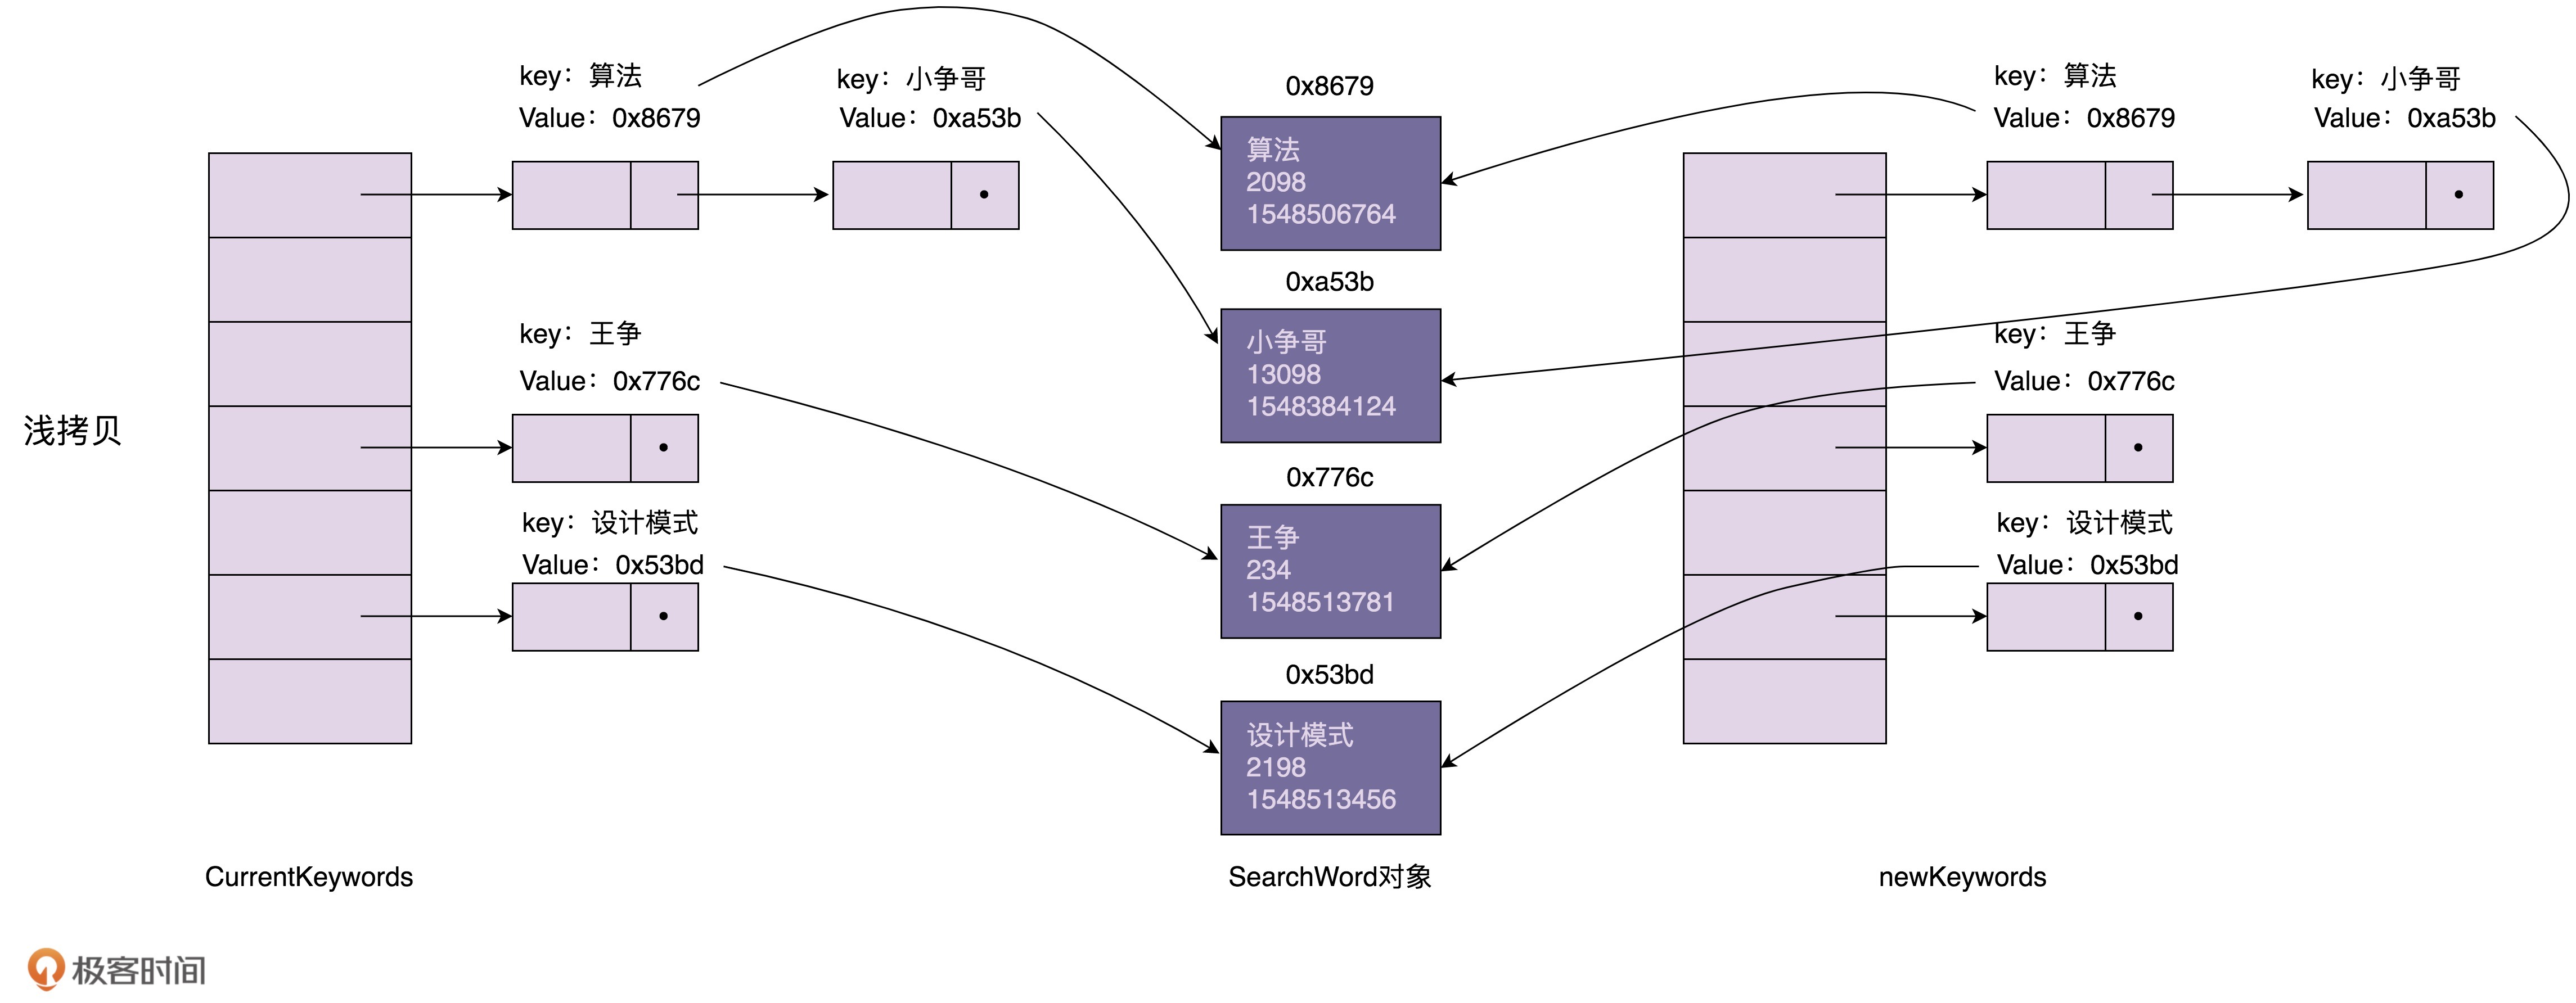 浅拷贝
key：算法
Value：0x8679
key：小争哥
Value：0xa53b
key：王争
Value：0x776c
key：设计模式
Value：0x53bd
CurrentKeywords
0x8679
算法
2098
1548506764
0xa53b
小争哥
13098
1548384124
0x776c
王争
234
1548513781
0x53bd
设计模式
2198
1548513456
SearchWord对象
key：算法
Value：0x8679
key：小争哥
Value：0xa53b
key：王争
Value：0x776c
key：设计模式
Value：0x53bd
newKeywords
极客时间